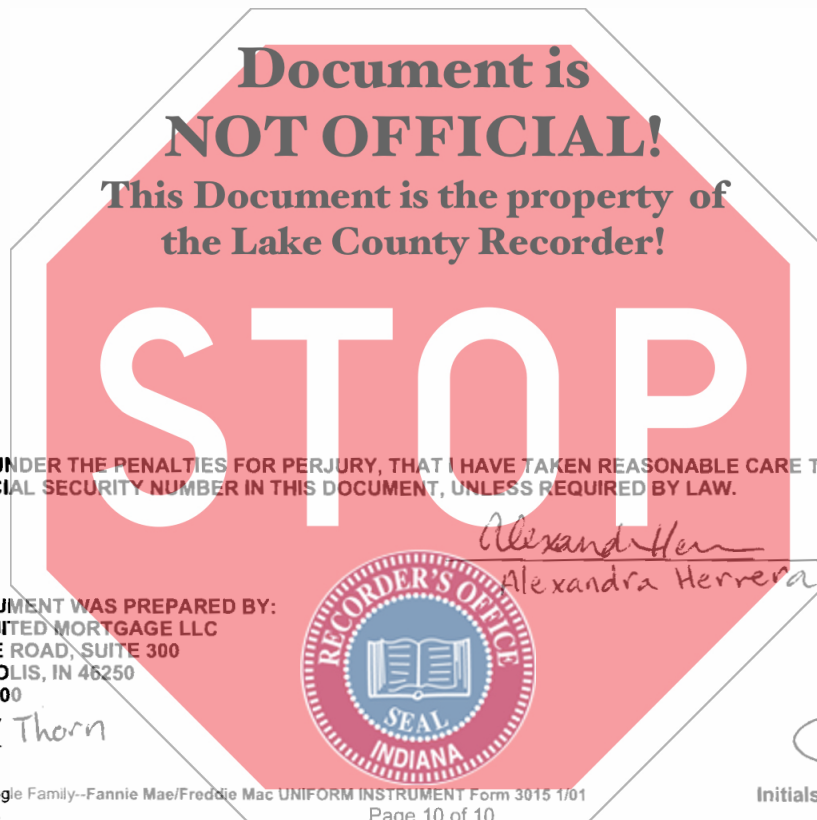 Document is
NOT OFFICIAL!
This Document is the property of
the Lake County Recorder!
STOP
UNDER THE PENALTIES FOR PERJURY, THAT I HAVE TAKEN REASONABLE CARE T
IAL SECURITY NUMBER IN THIS DOCUMENT, UNLESS REQUIRED BY LAW.
Alexandra Herrera
UMENT WAS PREPARED BY:
ITED MORTGAGE LLC
E ROAD, SUITE 300
OLIS, IN 46250
00
Thorn
RECORDER'S OFFICE
SEAL
INDIANA
gle Family--Fannie Mae/Freddie Mac UNIFORM INSTRUMENT Form 3015 1/01
Initials
Page 10 of 10